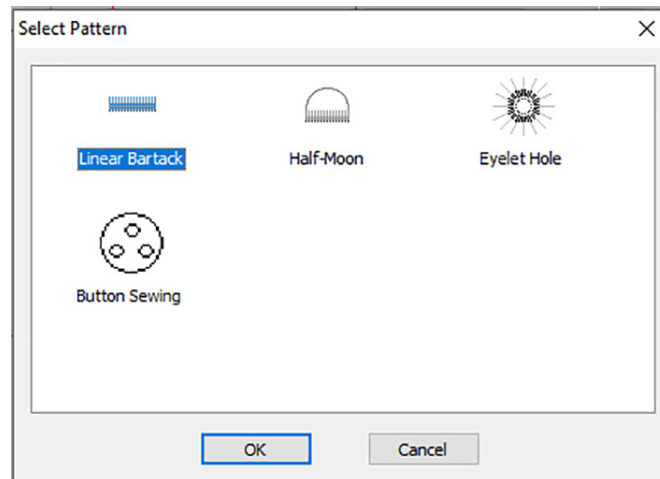 Select Pattern
Linear Bartack
Half-Moon
Eyelet Hole
Button Sewing
OK
Cancel